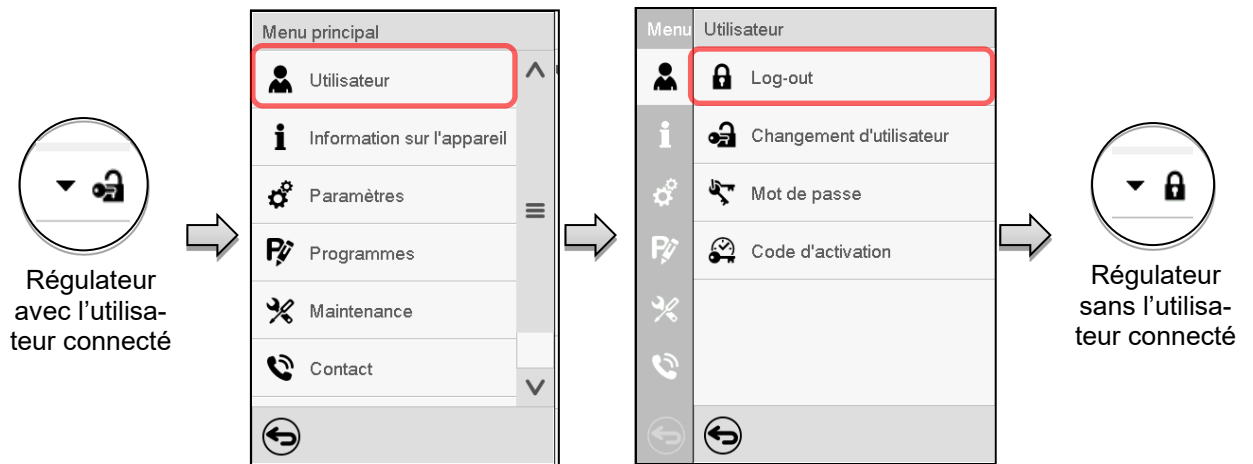 Régulateur
avec l’utilisa-
teur connecté
Menu principal
Utilisateur
Information sur l'appareil
Paramètres
Programmes
Maintenance
Contact
Menu
Utilisateur
Log-out
Changement d'utilisateur
Mot de passe
Code d'activation
Régulateur
sans l’utilisa-
teur connecté